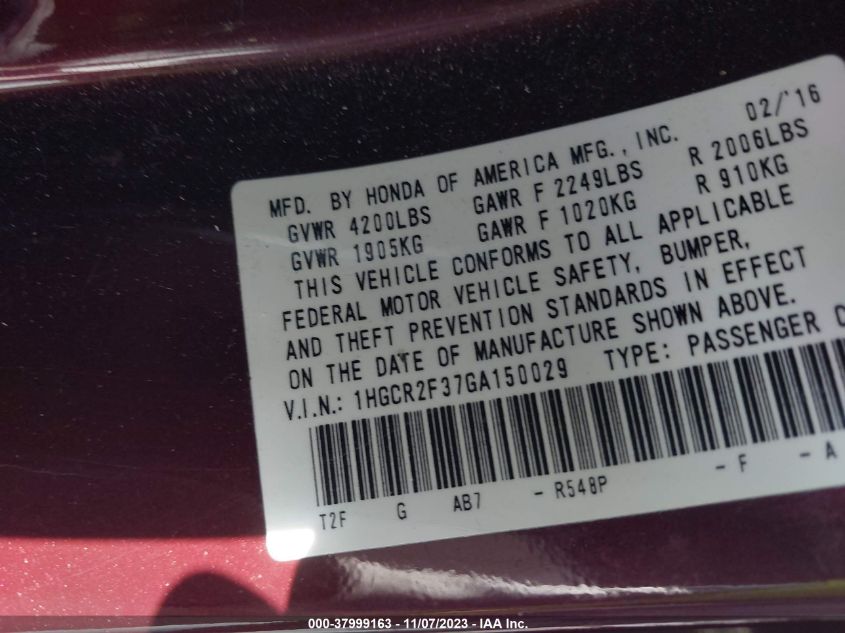 MFD. BY HONDA OF AMERICA MFG., INC. 02/'16
GVWR 4200LBS GAWR F 2249LBS R 2006LBS
GVWR 1905KG GAWR F 1020KG R 910KG
THIS VEHICLE CONFORMS TO ALL APPLICABLE
FEDERAL MOTOR VEHICLE SAFETY, BUMPER,
AND THEFT PREVENTION STANDARDS IN EFFECT
ON THE DATE OF MANUFACTURE SHOWN ABOVE.
V.I.N.: 1HGCR2F37GA150029 TYPE: PASSENGER C
T2F G AB7 - R548P - F - A
000-37999163 - 11/07/2023 - IAA Inc.